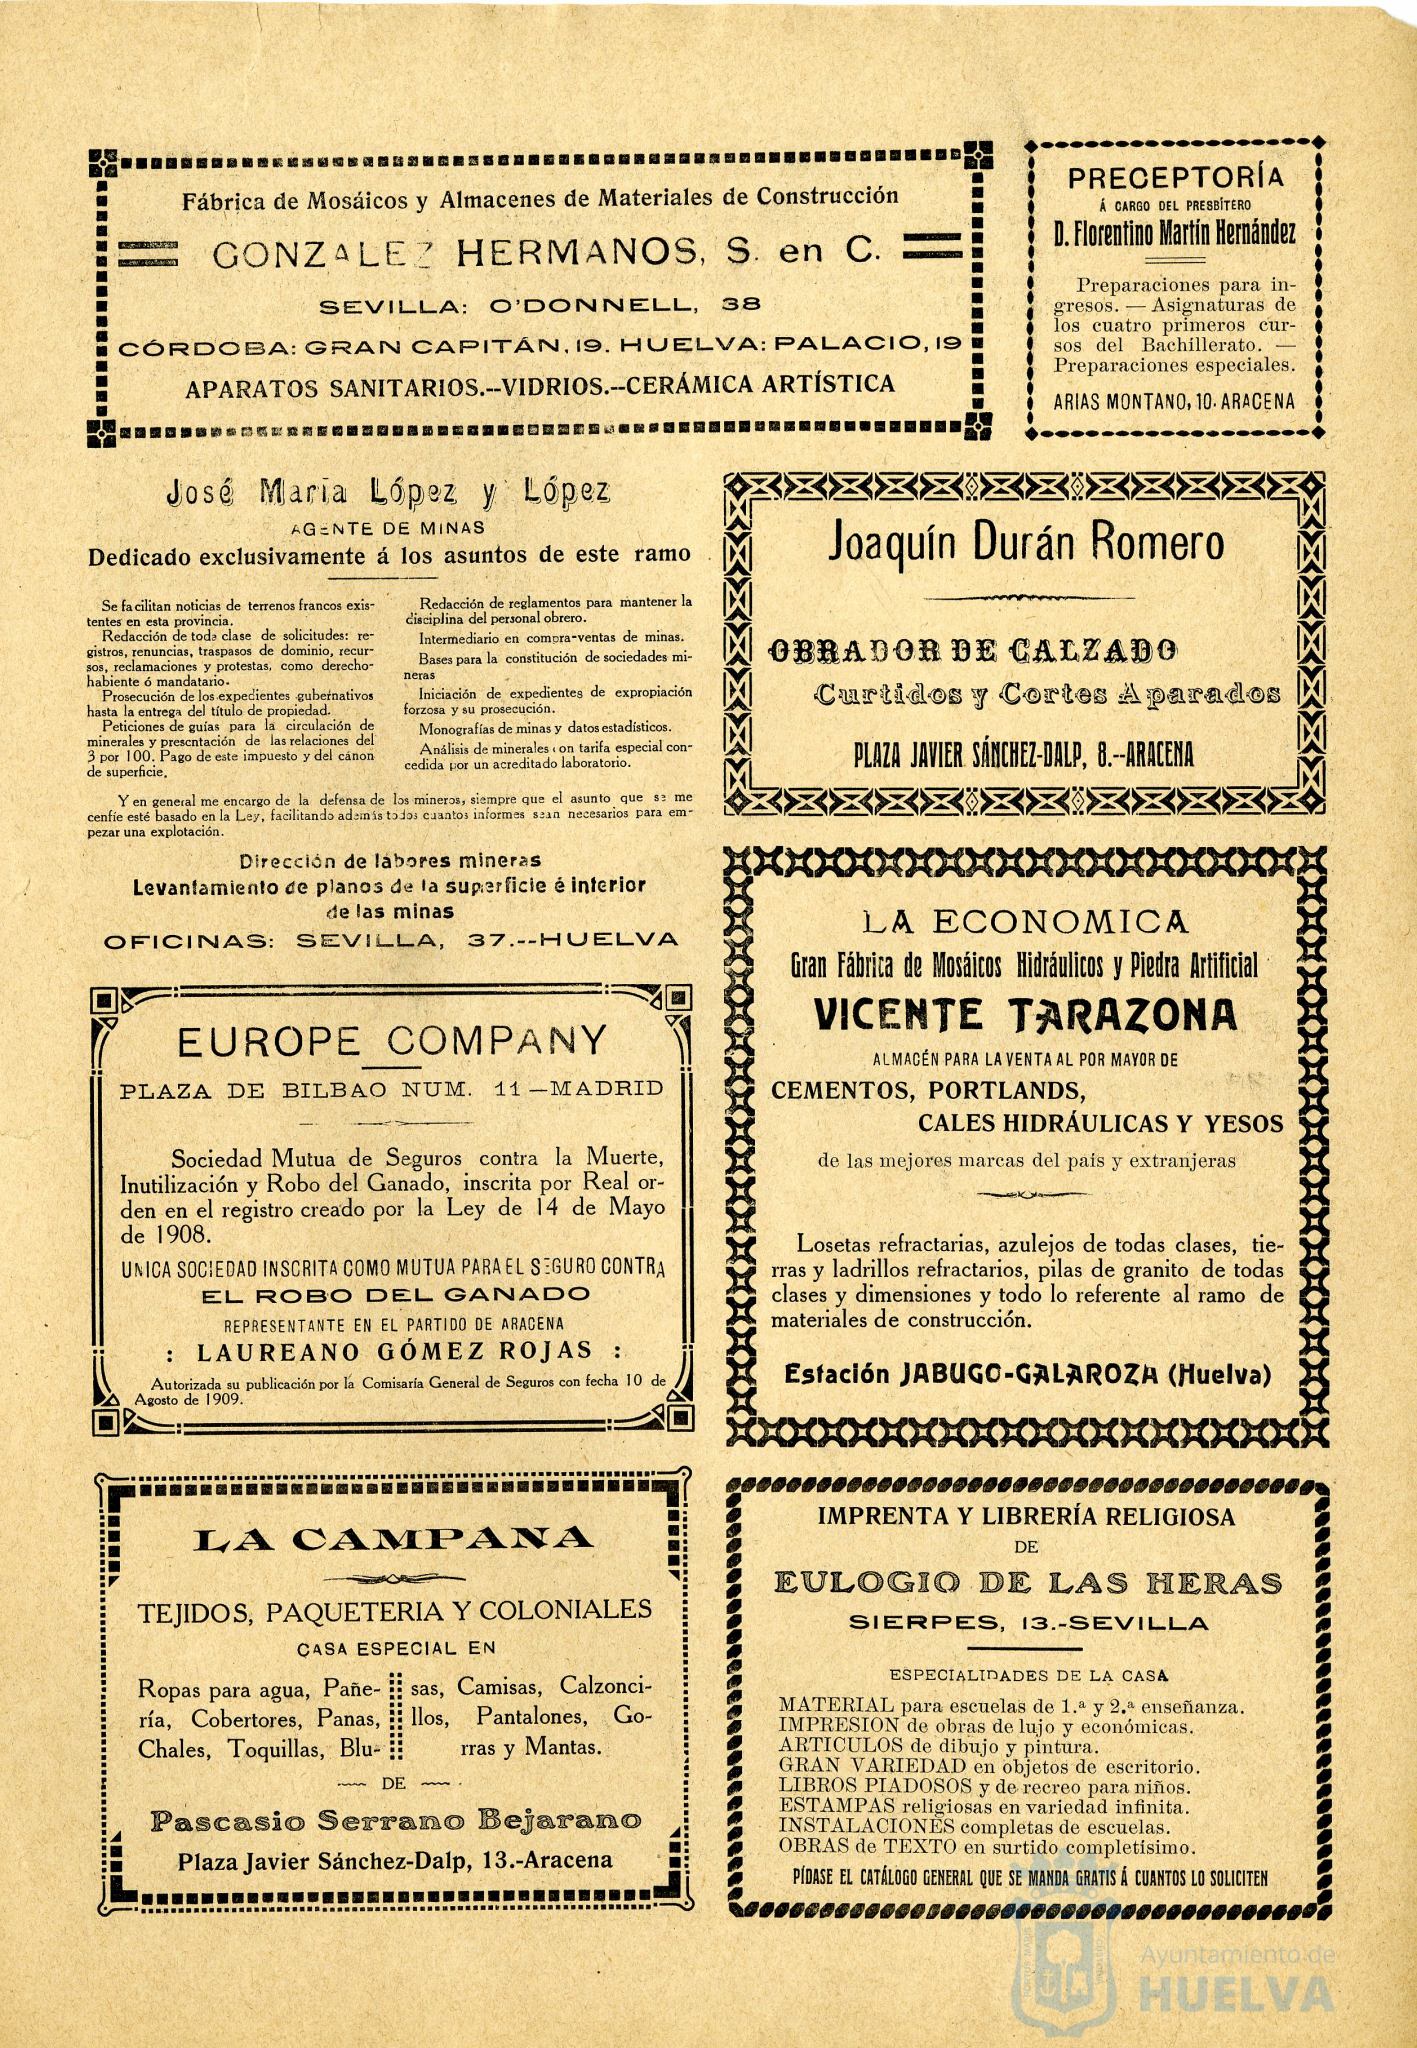 Fábrica de Mosáicos y Almacenes de Materiales de Construcción
GONZALEZ HERMANOS, S. en C.
SEVILLA: O'DONNELL, 38
CÓRDOBA: GRAN CAPITÁN, 19. HUELVA: PALACIO, 19
APARATOS SANITARIOS.--VIDRIOS.--CERÁMICA ARTÍSTICA
PRECEPTORÍA
Á CARGO DEL PRESBÍTERO
D. Florentino Martín Hernández
Preparaciones para in-
gresos. — Asignaturas de
los cuatro primeros cur-
sos del Bachillerato. —
Preparaciones especiales.
ARIAS MONTANO, 10. ARACENA
José María López y López
AGENTE DE MINAS
Dedicado exclusivamente á los asuntos de este ramo
Se facilitan noticias de terrenos francos exis-
tentes en esta provincia.
Redacción de toda clase de solicitudes: re-
gistros, renuncias, traspasos de dominio, recur-
sos, reclamaciones y protestas, como derecho-
habiente ó mandatario.
Prosecución de los expedientes gubernativos
hasta la entrega del título de propiedad.
Peticiones de guías para la circulación de
minerales y presentación de las relaciones del
3 por 100. Pago de este impuesto y del cánon
de superficie.
Redacción de reglamentos para mantener la
disciplina del personal obrero.
Intermediario en compra-ventas de minas.
Bases para la constitución de sociedades mi-
neras
Iniciación de expedientes de expropiación
forzosa y su prosecución.
Monografías de minas y datos estadísticos.
Análisis de minerales con tarifa especial con-
cedida por un acreditado laboratorio.
Y en general me encargo de la defensa de los mineros, siempre que el asunto que se me
cenfíe esté basado en la Ley, facilitando además todos cuantos informes sean necesarios para em-
pezar una explotación.
Dirección de labores mineras
Levantamiento de planos de la superficie é interior
de las minas
OFICINAS: SEVILLA, 37.--HUELVA
Joaquín Durán Romero
OBRADOR DE CALZADO
Curtidos y Cortes Aparados
PLAZA JAVIER SÁNCHEZ-DALP, 8.--ARACENA
LA ECONOMICA
Gran Fábrica de Mosáicos Hidráulicos y Piedra Artificial
VICENTE TARAZONA
ALMACÉN PARA LA VENTA AL POR MAYOR DE
CEMENTOS, PORTLANDS,
CALES HIDRÁULICAS Y YESOS
de las mejores marcas del país y extranjeras
Losetas refractarias, azulejos de todas clases, tie-
rras y ladrillos refractarios, pilas de granito de todas
clases y dimensiones y todo lo referente al ramo de
materiales de construcción.
Estación JABUGO-GALAROZA (Huelva)
EUROPE COMPANY
PLAZA DE BILBAO NUM. 11—MADRID
Sociedad Mutua de Seguros contra la Muerte,
Inutilización y Robo del Ganado, inscrita por Real or-
den en el registro creado por la Ley de 14 de Mayo
de 1908.
UNICA SOCIEDAD INSCRITA COMO MUTUA PARA EL SEGURO CONTRA
EL ROBO DEL GANADO
REPRESENTANTE EN EL PARTIDO DE ARACENA
: LAUREANO GÓMEZ ROJAS :
Autorizada su publicación por la Comisaría General de Seguros con fecha 10 de
Agosto de 1909.
LA CAMPANA
TEJIDOS, PAQUETERIA Y COLONIALES
CASA ESPECIAL EN
Ropas para agua, Pañe-
ría, Cobertores, Panas,
Chales, Toquillas, Blu-
sas, Camisas, Calzonci-
llos, Pantalones, Go-
rras y Mantas.
DE
Pascasio Serrano Bejarano
Plaza Javier Sánchez-Dalp, 13.-Aracena
IMPRENTA Y LIBRERÍA RELIGIOSA
DE
EULOGIO DE LAS HERAS
SIERPES, 13.-SEVILLA
ESPECIALIDADES DE LA CASA
MATERIAL para escuelas de 1.ª y 2.ª enseñanza.
IMPRESION de obras de lujo y económicas.
ARTICULOS de dibujo y pintura.
GRAN VARIEDAD en objetos de escritorio.
LIBROS PIADOSOS y de recreo para niños.
ESTAMPAS religiosas en variedad infinita.
INSTALACIONES completas de escuelas.
OBRAS de TEXTO en surtido completísimo.
PÍDASE EL CATÁLOGO GENERAL QUE SE MANDA GRATIS Á CUANTOS LO SOLICITEN
Ayuntamiento de
HUELVA